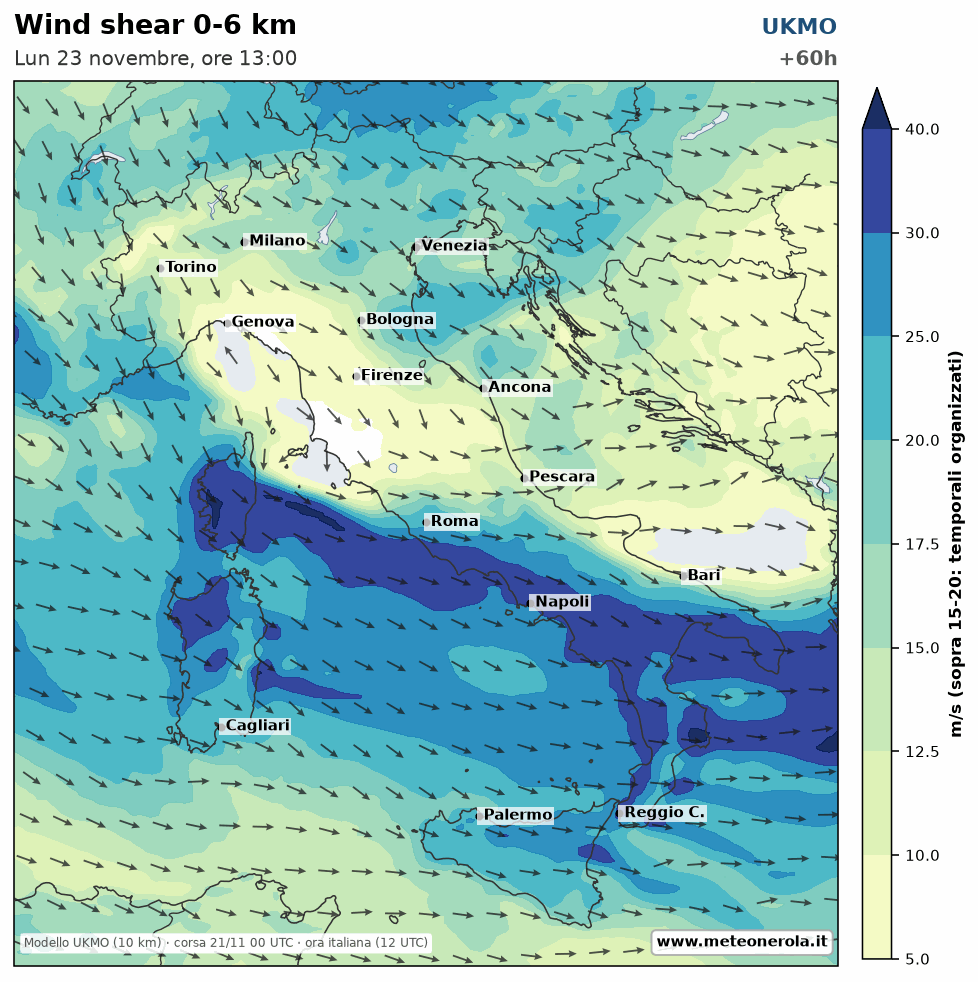 Wind shear 0-6 km
UKMO
Lun 23 novembre, ore 13:00
+60h
Milano
Venezia
Torino
Genova
Bologna
Firenze
Ancona
Pescara
Roma
Bari
Napoli
Cagliari
Palermo
Reggio C.
Modello UKMO (10 km) · corsa 21/11 00 UTC · ora italiana (12 UTC)
www.meteonerola.it
40.0
30.0
25.0
20.0
17.5
15.0
12.5
10.0
5.0
m/s (sopra 15-20: temporali organizzati)